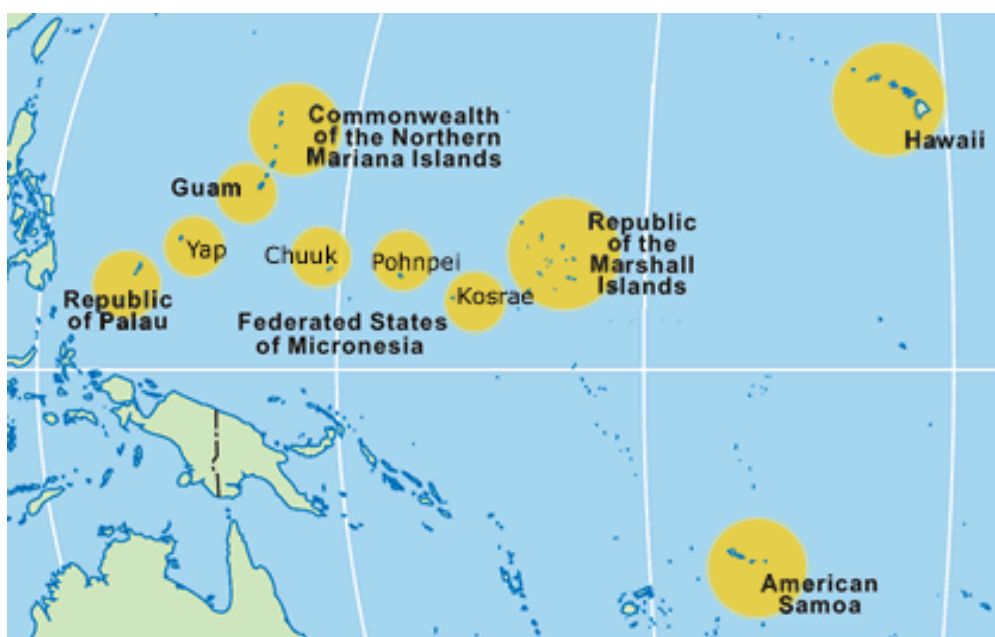 Commonwealth
of the Northern
Mariana Islands
Hawaii
Guam
Yap
Chuuk
Pohnpei
Republic
of the
Marshall
Islands
Kosrae
Republic
of Palau
Federated States
of Micronesia
American
Samoa